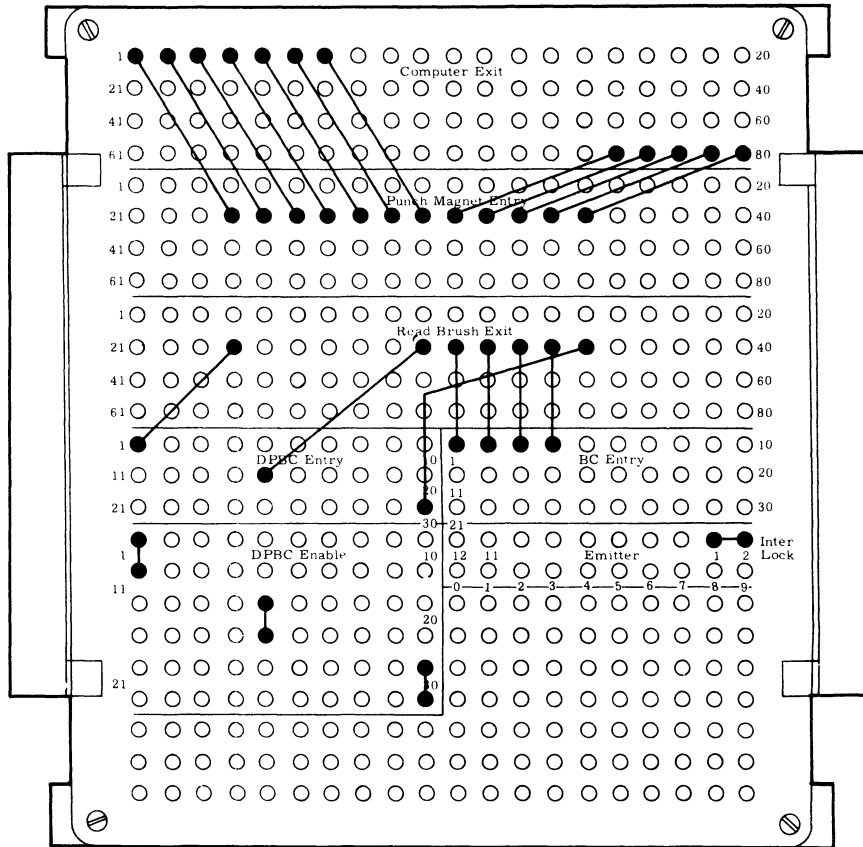 1 20
Computer Exit
21 40
41 60
61 80
1 20
Punch Magnet Entry
21 40
41 60
61 80
1 20
Read Brush Exit
21 40
41 60
61 80
1 10
DPBC Entry 10 1 BC Entry
11 20
20 11
21 30
30 21
Inter
1 DPBC Enable 10 12 11 Emitter 1 2 Lock
11 0 1 2 3 4 5 6 7 8 9
20
21 30